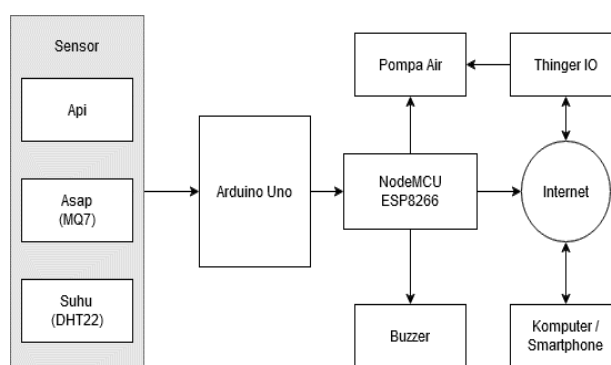 Sensor
Api
Asap
(MQ7)
Suhu
(DHT22)
Arduino Uno
Pompa Air
NodeMCU
ESP8266
Buzzer
Thinger IO
Internet
Komputer /
Smartphone